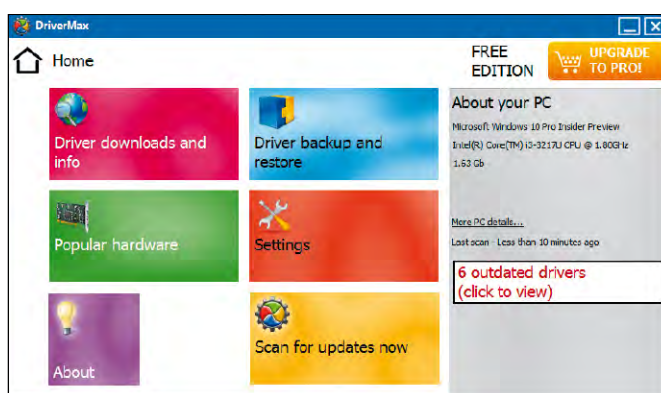 DriverMax
Home
FREE
EDITION
UPGRADE
TO PRO!
Driver downloads and
info
Driver backup and
restore
Popular hardware
Settings
About
Scan for updates now
About your PC
Microsoft Windows 10 Pro Insider Preview
Intel(R) Core(TM) i3-3217U CPU @ 1.80GHz
1.63 Gb
More PC details...
Last scan - Less than 10 minutes ago
6 outdated drivers
(click to view)